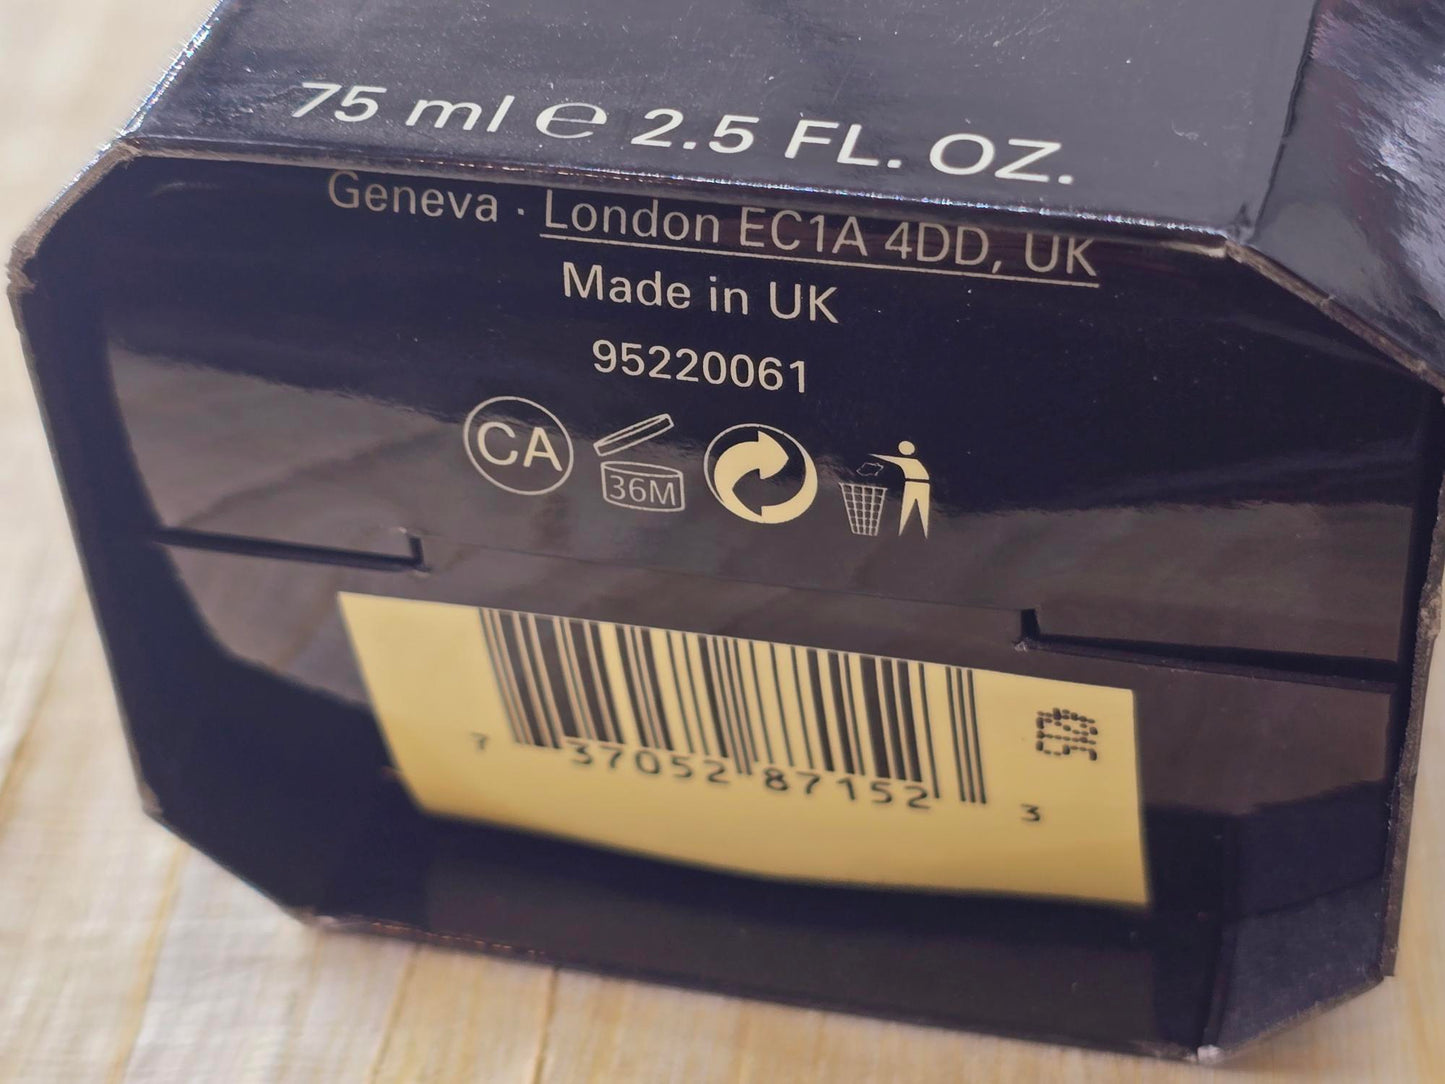 75 ml e 2.5 FL. OZ.
Geneva · London EC1A 4DD, UK
Made in UK
95220061
CA
36M
7 37052 87152 3